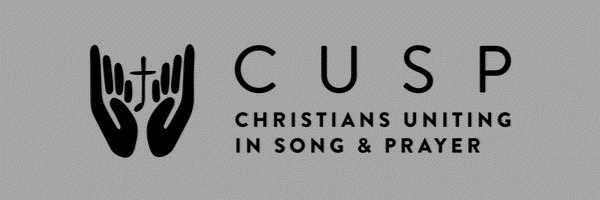 CUSP
CHRISTIANS UNITING
IN SONG & PRAYER